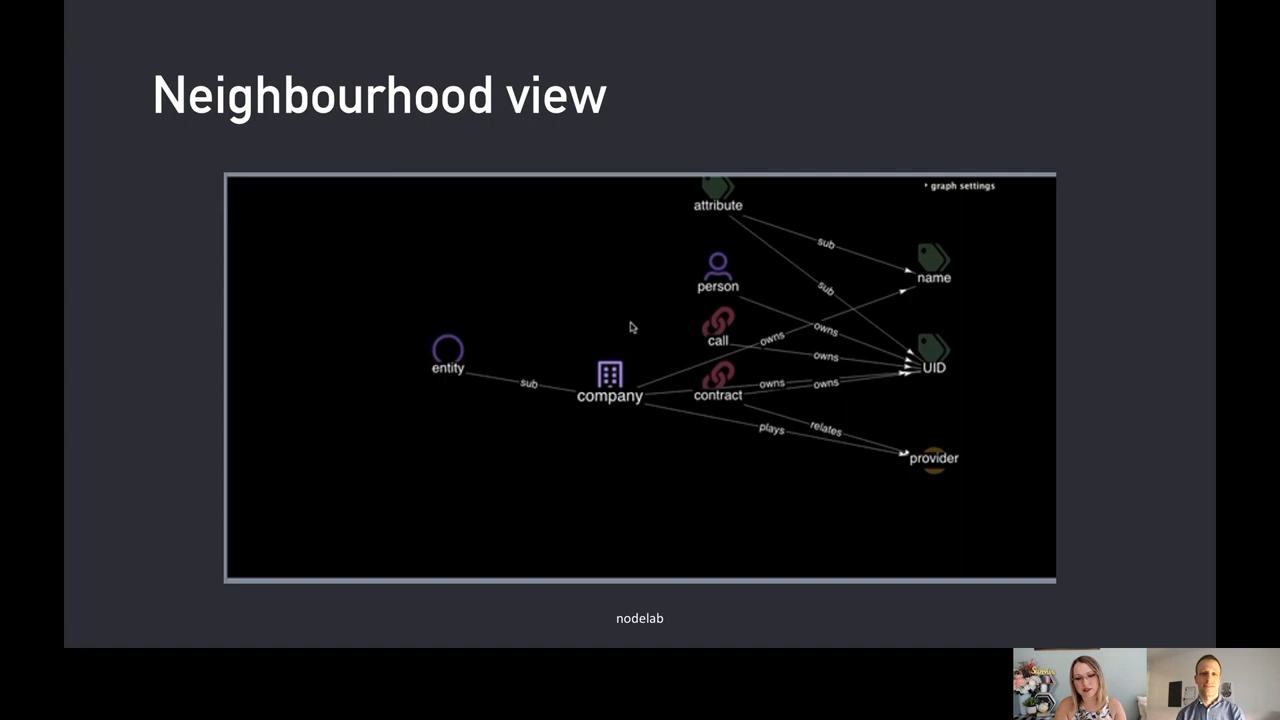 Neighbourhood view
‣ graph settings
attribute
sub
name
person
sub
owns
call
owns
owns
UID
entity
sub
company
contract
owns
owns
plays
relates
provider
nodelab